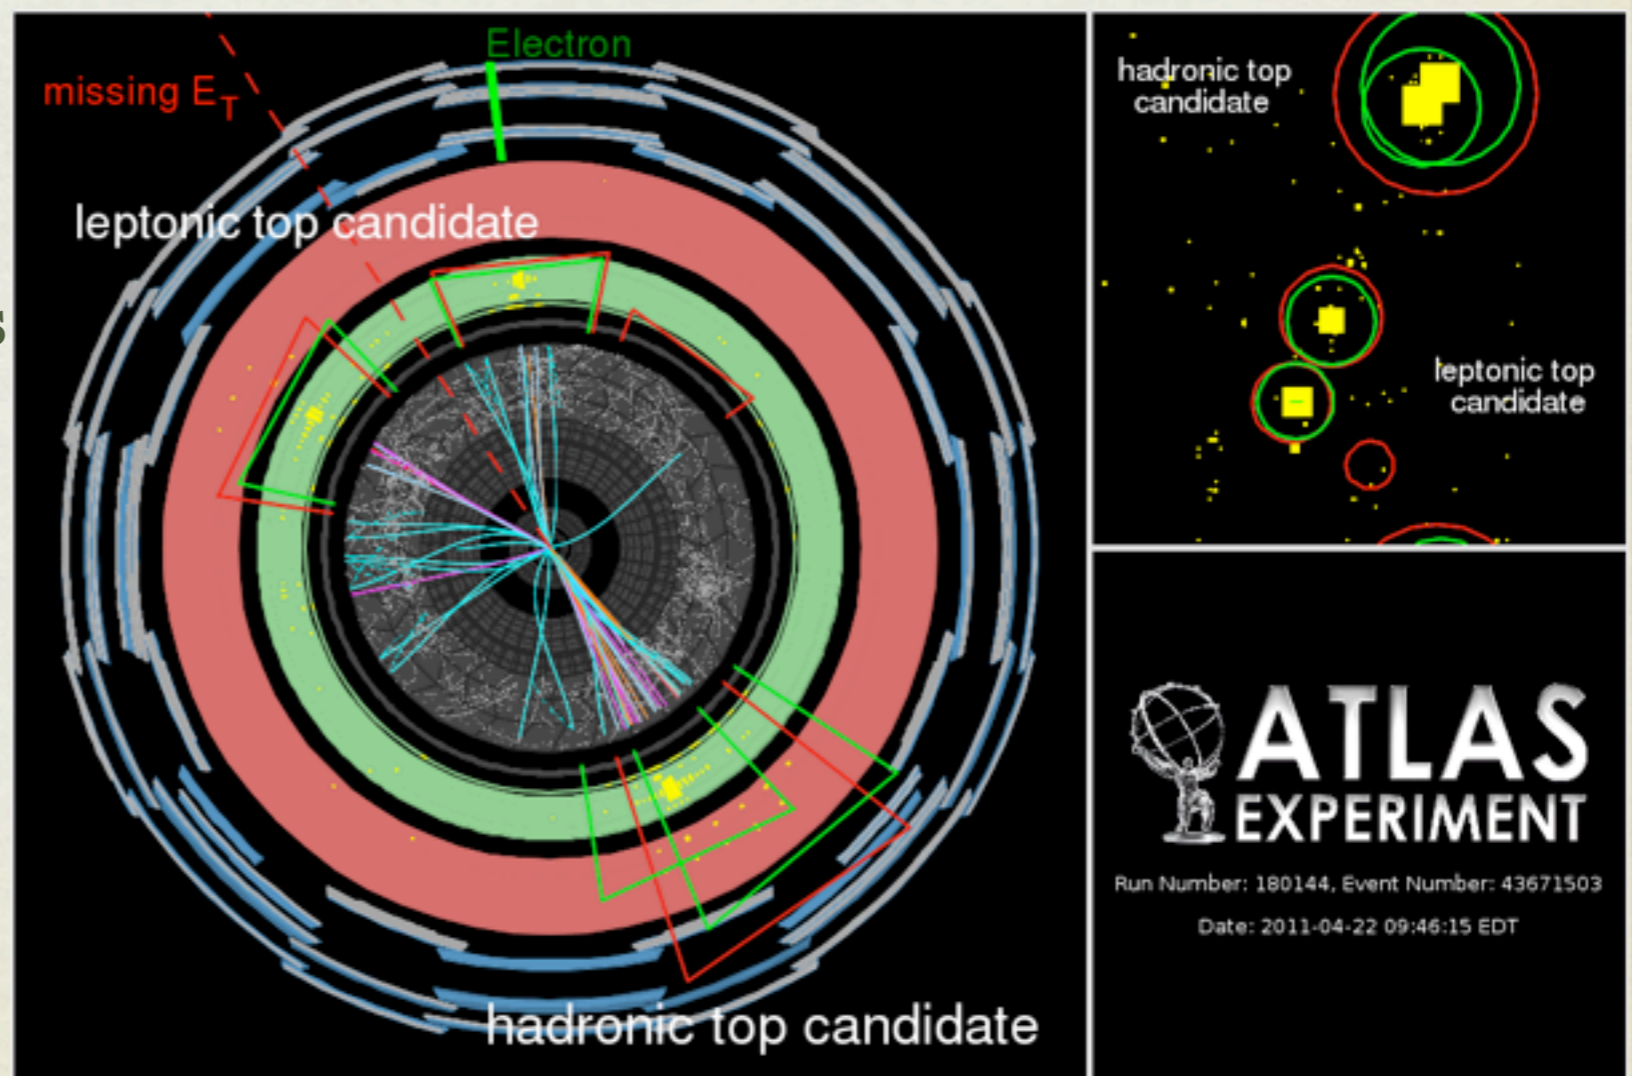 Electron
missing ET
leptonic top candidate
hadronic top candidate
hadronic top
candidate
leptonic top
candidate
ATLAS
EXPERIMENT
Run Number: 180144, Event Number: 43671503
Date: 2011-04-22 09:46:15 EDT
s